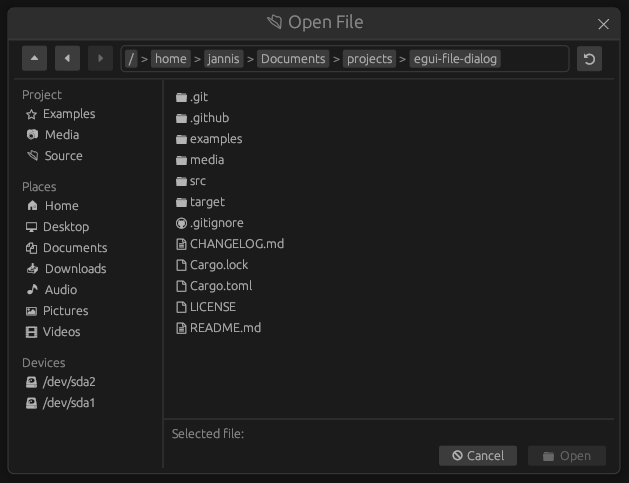 Open File
/ > home > jannis > Documents > projects > egui-file-dialog
Project
Examples
Media
Source
Places
Home
Desktop
Documents
Downloads
Audio
Pictures
Videos
Devices
/dev/sda2
/dev/sda1
.git
.github
examples
media
src
target
.gitignore
CHANGELOG.md
Cargo.lock
Cargo.toml
LICENSE
README.md
Selected file:
Cancel Open